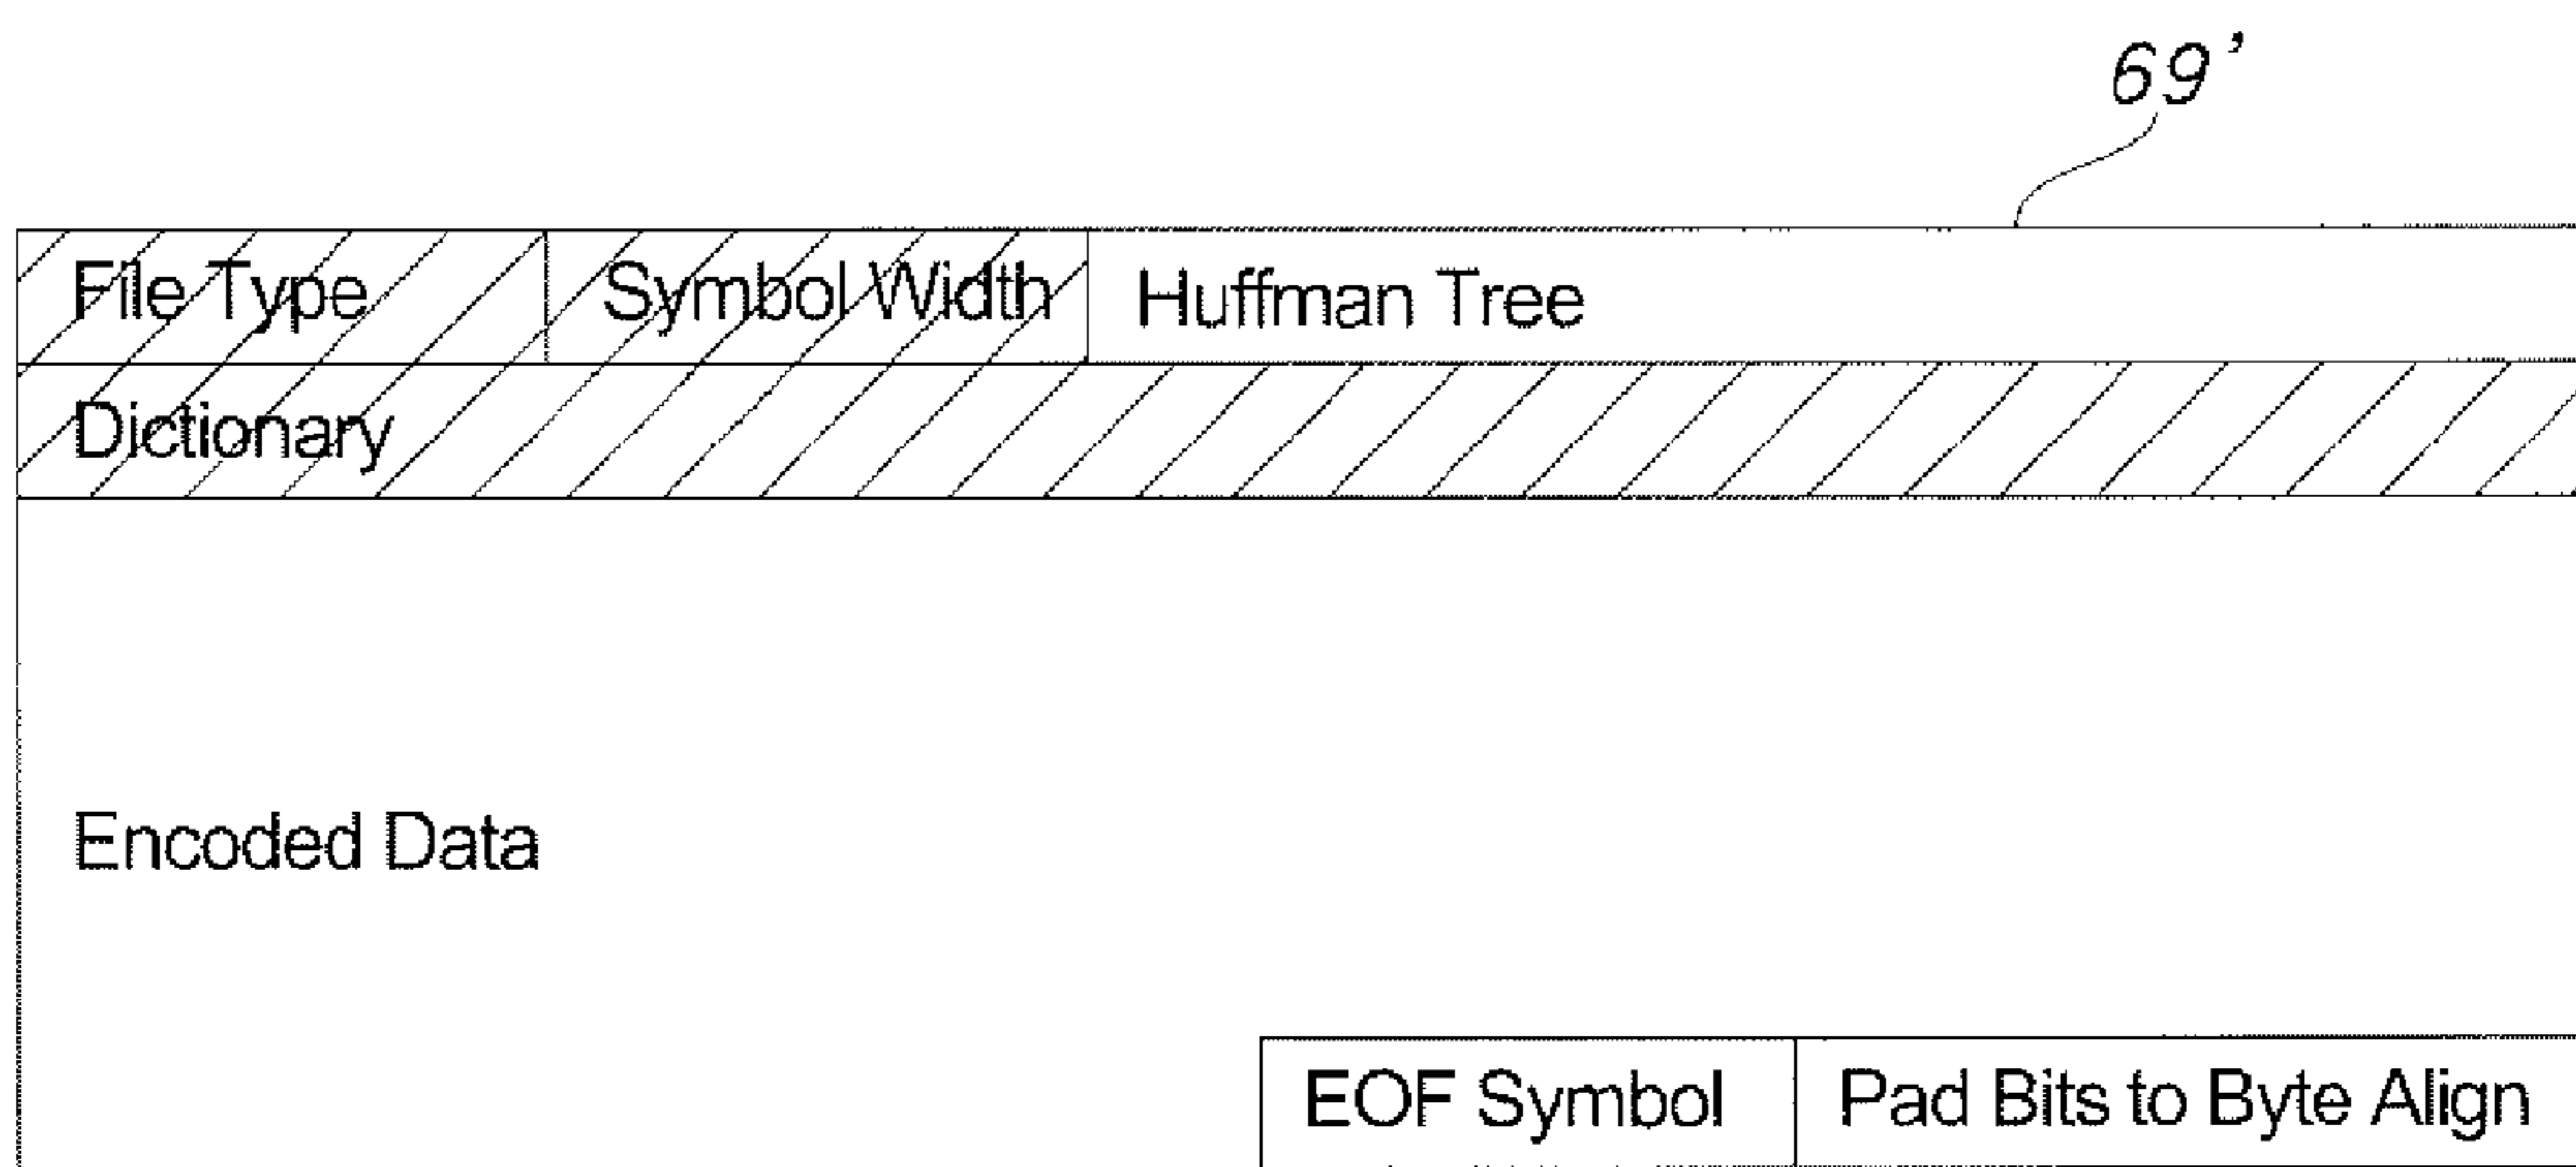 69'
File Type Symbol Width Huffman Tree
Dictionary
Encoded Data
EOF Symbol Pad Bits to Byte Align